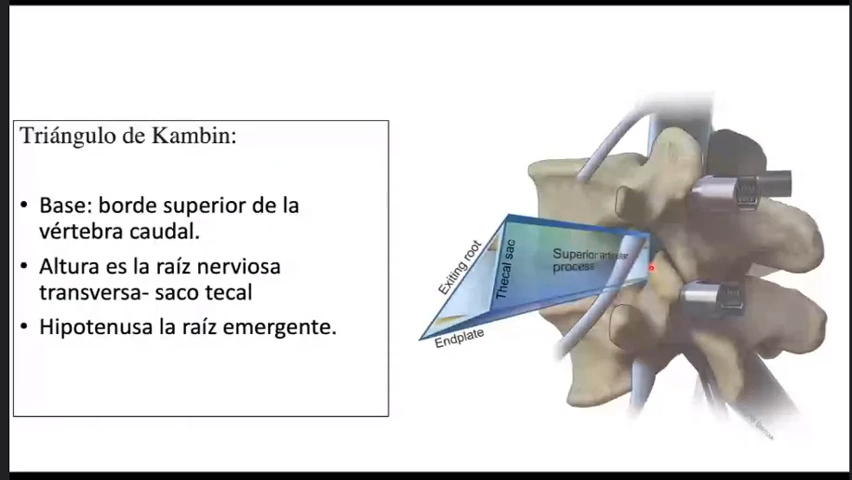 Triángulo de Kambin:
• Base: borde superior de la
vértebra caudal.
• Altura es la raíz nerviosa
transversa- saco tecal
• Hipotenusa la raíz emergente.
Exiting root
Thecal sac
Superior articular
process
Endplate